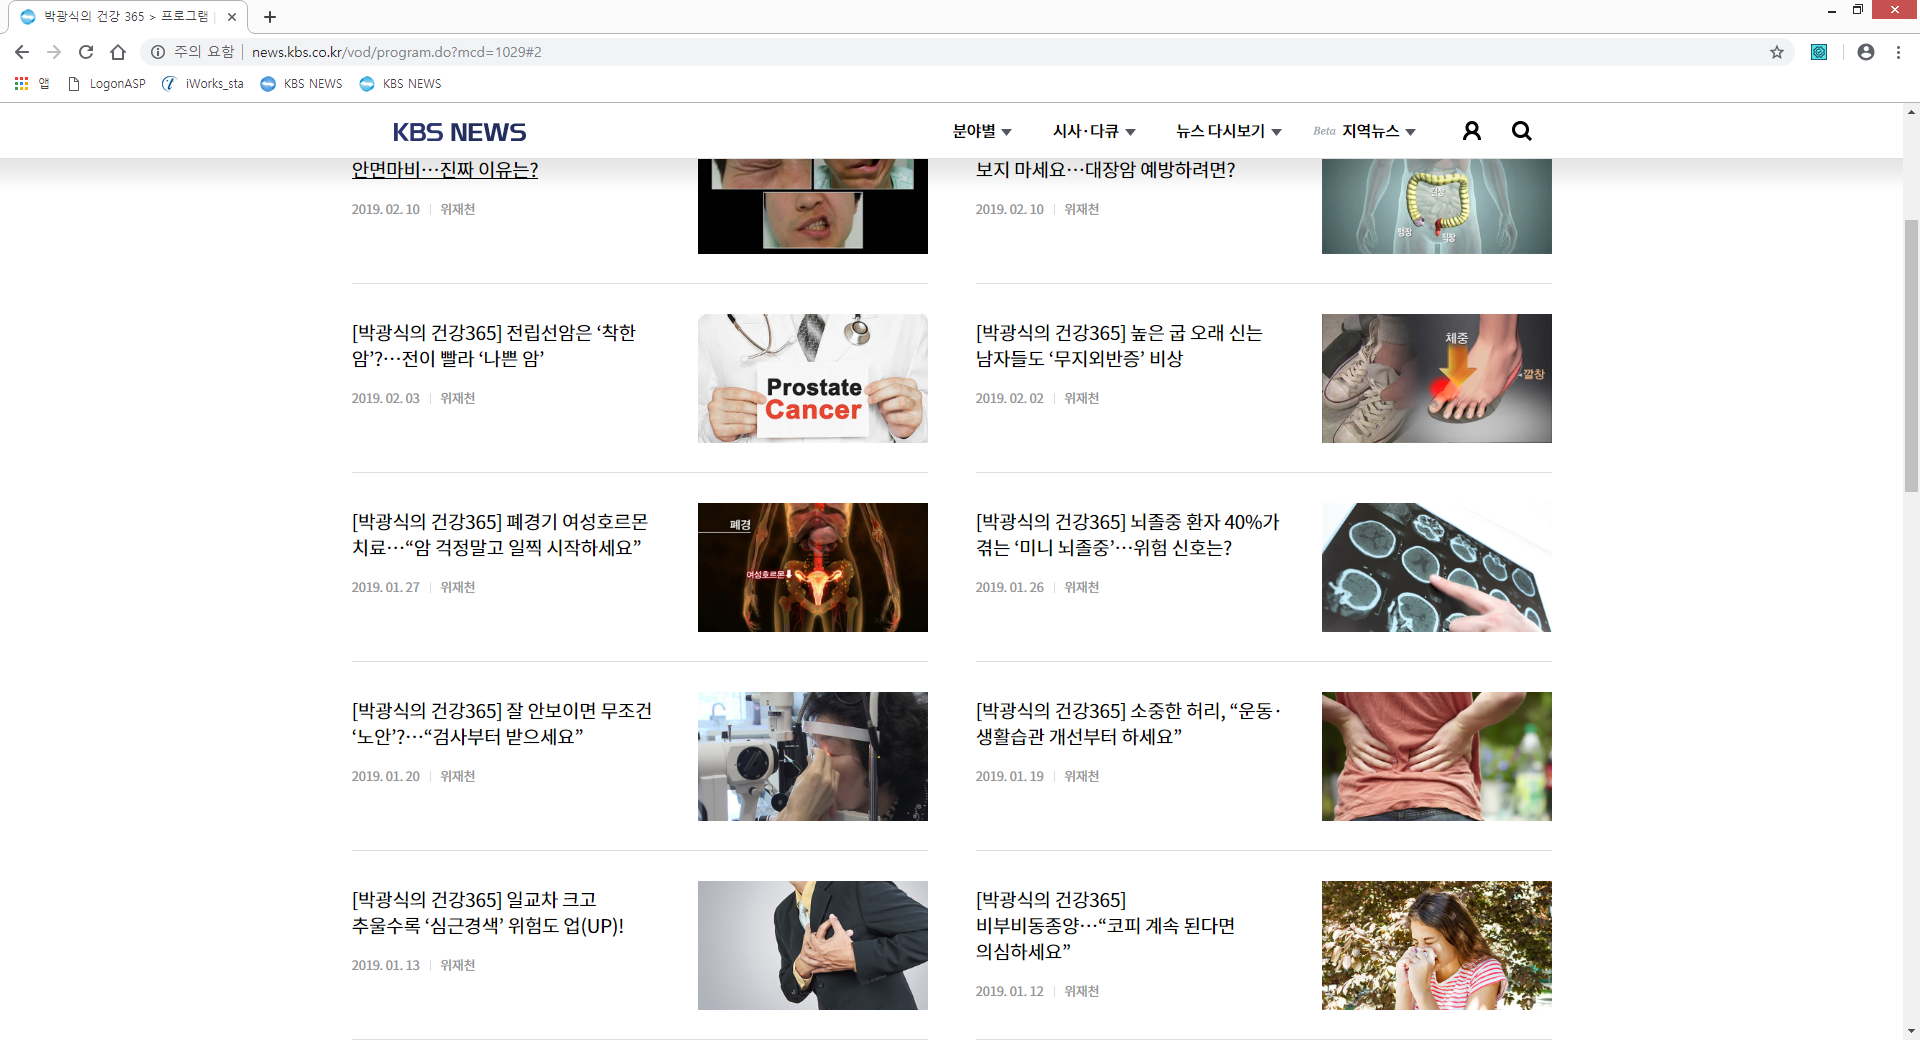 박광식의 건강 365 > 프로그램
주의 요함
news.kbs.co.kr/vod/program.do?mcd=1029#2
앱
LogonASP
iWorks_sta
KBS NEWS
KBS NEWS
KBS NEWS
분야별
시사·다큐
뉴스 다시보기
Beta 지역뉴스
안면마비…진짜 이유는?
2019. 02. 10 위재천
보지 마세요…대장암 예방하려면?
2019. 02. 10 위재천
직장
[박광식의 건강365] 전립선암은 ‘착한
암’?…전이 빨라 ‘나쁜 암’
2019. 02. 03 위재천
Prostate
Cancer
[박광식의 건강365] 높은 굽 오래 신는
남자들도 ‘무지외반증’ 비상
2019. 02. 02 위재천
체중
깔창
[박광식의 건강365] 폐경기 여성호르몬
치료…“암 걱정말고 일찍 시작하세요”
2019. 01. 27 위재천
폐경
여성호르몬
[박광식의 건강365] 뇌졸중 환자 40%가
겪는 ‘미니 뇌졸중’…위험 신호는?
2019. 01. 26 위재천
[박광식의 건강365] 잘 안보이면 무조건
‘노안’?…“검사부터 받으세요”
2019. 01. 20 위재천
[박광식의 건강365] 소중한 허리, “운동·
생활습관 개선부터 하세요”
2019. 01. 19 위재천
[박광식의 건강365] 일교차 크고
추울수록 ‘심근경색’ 위험도 업(UP)!
2019. 01. 13 위재천
[박광식의 건강365]
비부비동종양…“코피 계속 된다면
의심하세요”
2019. 01. 12 위재천